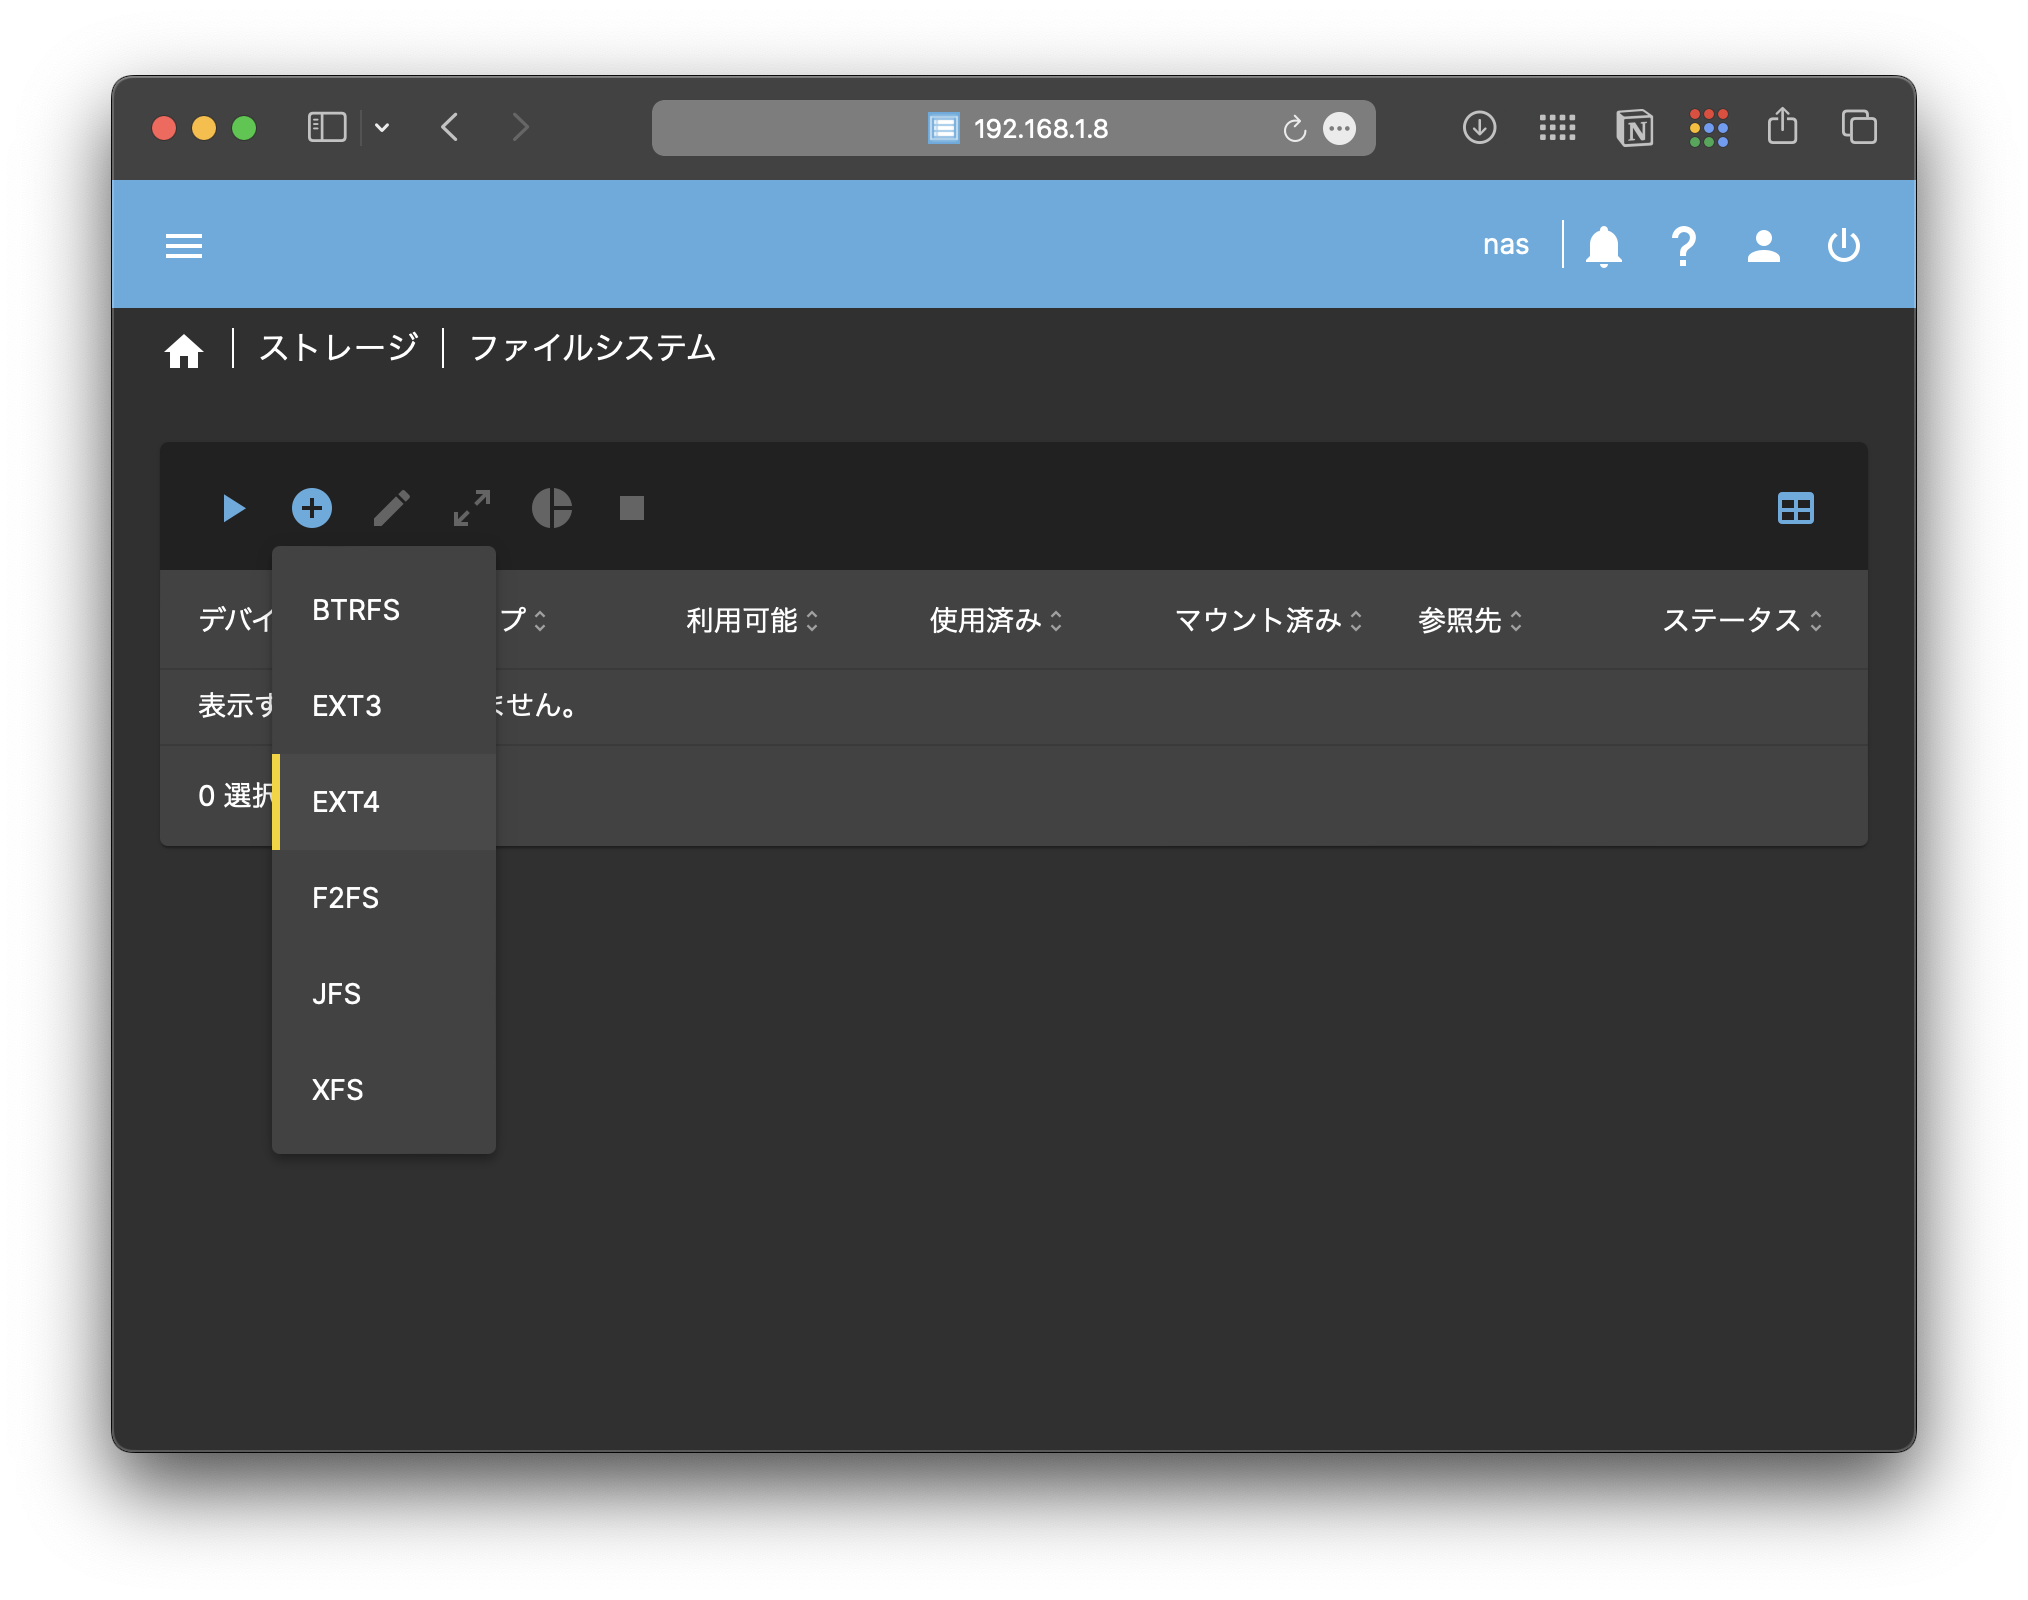 192.168.1.8
nas
ストレージ ファイルシステム
BTRFS
EXT3
EXT4
F2FS
JFS
XFS
デバイ プ 利用可能 使用済み マウント済み 参照先 ステータス
表示す ません。
0 選択